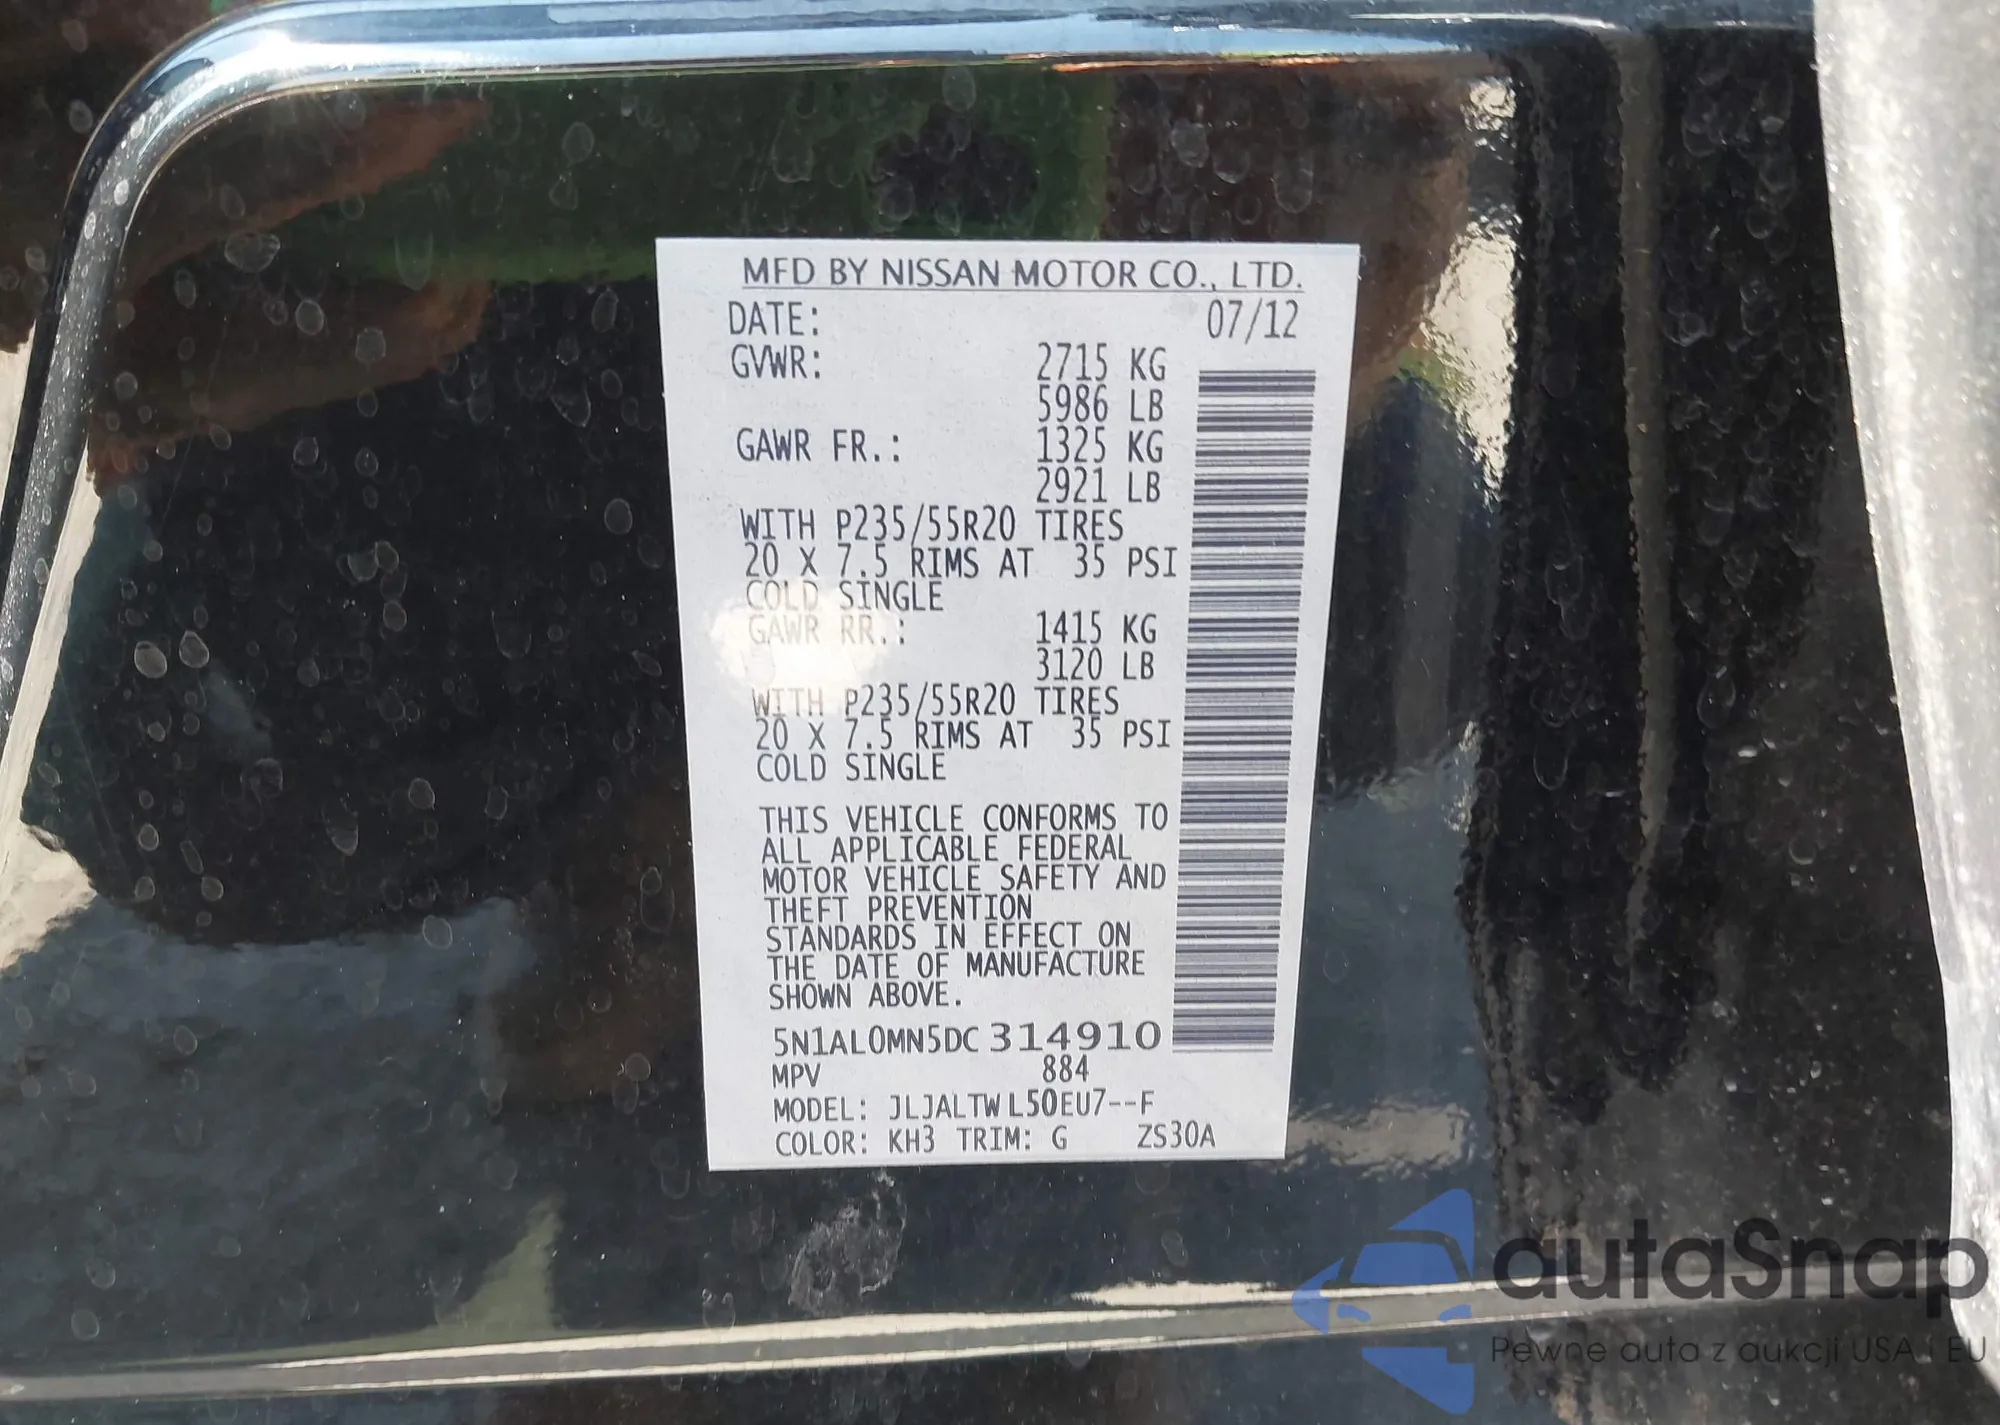 MFD BY NISSAN MOTOR CO., LTD.
DATE: 07/12
GVWR: 2715 KG
5986 LB
GAWR FR.: 1325 KG
2921 LB
WITH P235/55R20 TIRES
20 X 7.5 RIMS AT 35 PSI
COLD SINGLE
GAWR RR.: 1415 KG
3120 LB
WITH P235/55R20 TIRES
20 X 7.5 RIMS AT 35 PSI
COLD SINGLE
THIS VEHICLE CONFORMS TO
ALL APPLICABLE FEDERAL
MOTOR VEHICLE SAFETY AND
THEFT PREVENTION
STANDARDS IN EFFECT ON
THE DATE OF MANUFACTURE
SHOWN ABOVE.
5N1AL0MN5DC 314910
MPV 884
MODEL: JLJALTW L50EU7--F
COLOR: KH3 TRIM: G ZS30A
autaSnap
Pewne auta z aukcji USA i EU